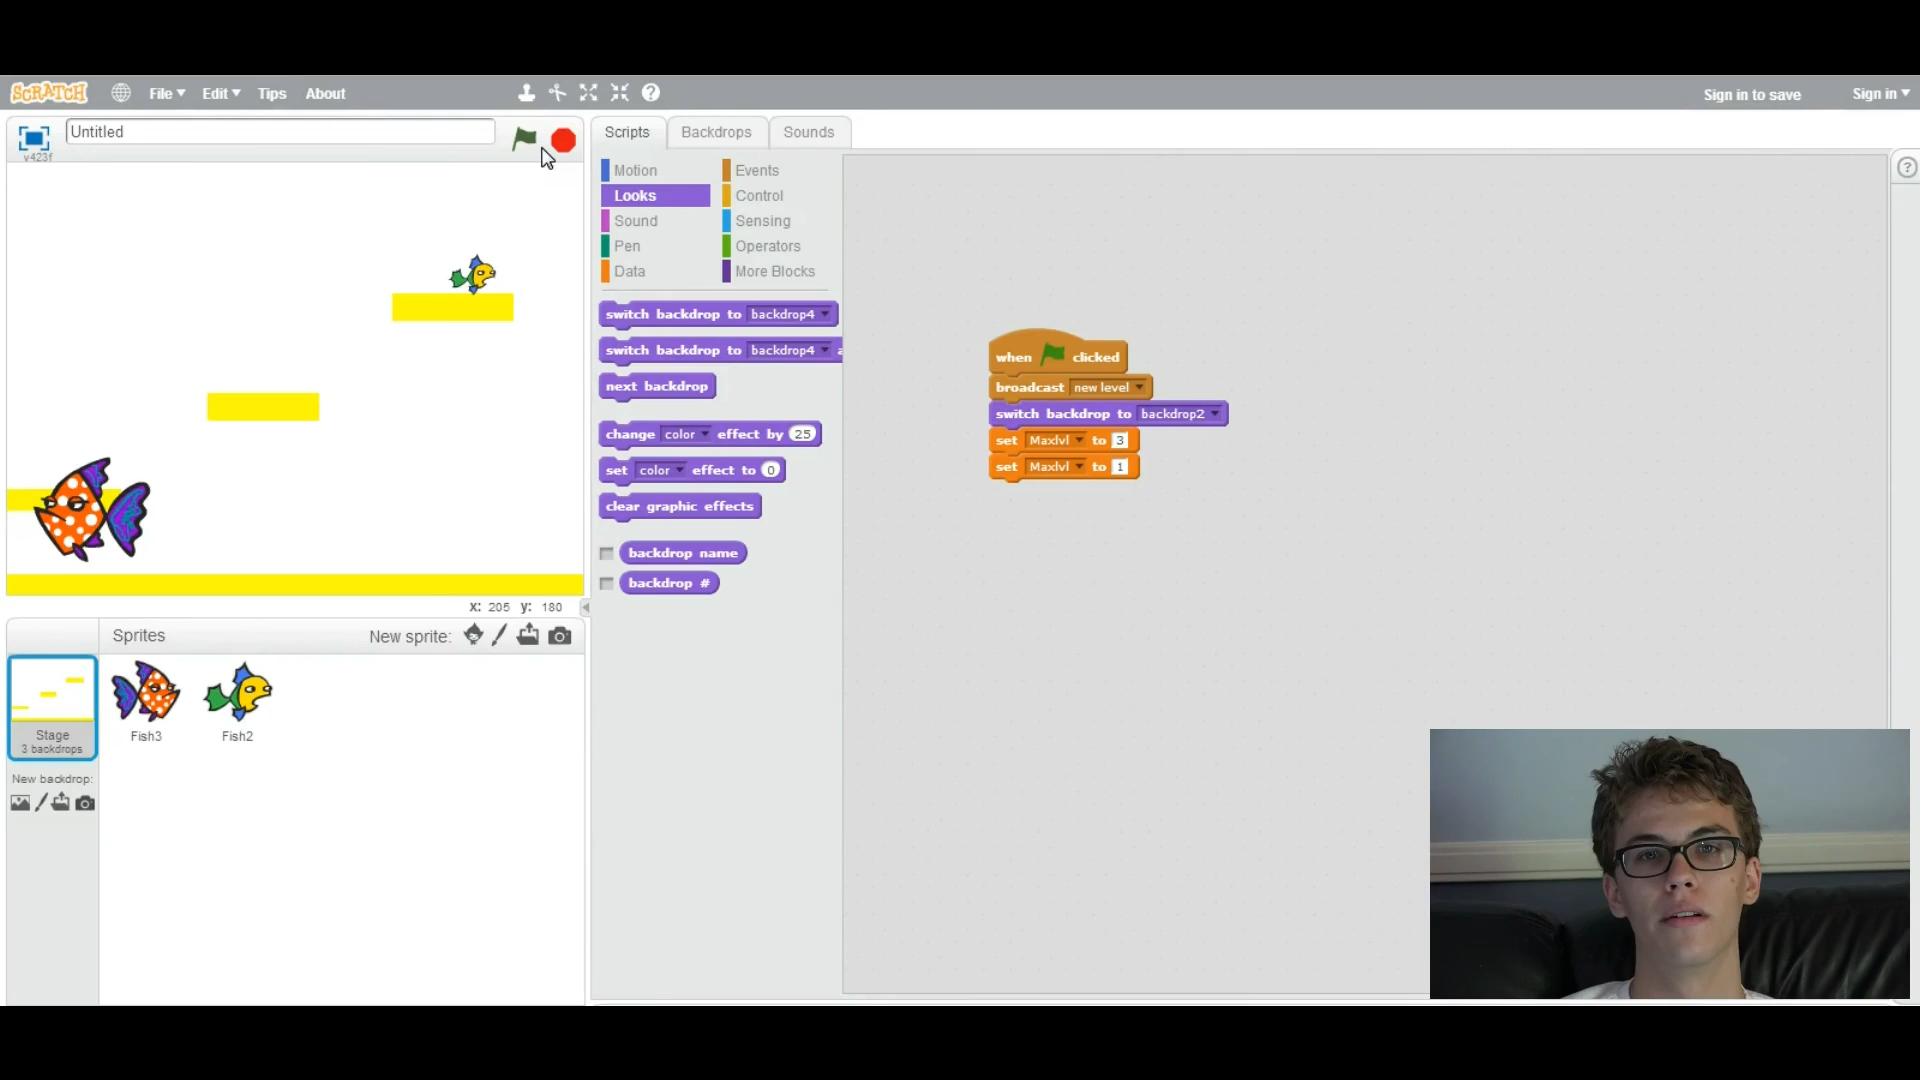 SCRATCH
File
Edit
Tips
About
Sign in to save
Sign in
v423f
Untitled
Scripts
Backdrops
Sounds
Motion
Events
Looks
Control
Sound
Sensing
Pen
Operators
Data
More Blocks
switch backdrop to backdrop4
switch backdrop to backdrop4 a
next backdrop
change color effect by 25
set color effect to 0
clear graphic effects
backdrop name
backdrop #
when clicked
broadcast new level
switch backdrop to backdrop2
set Maxlvl to 3
set Maxlvl to 1
x: 205 y: 180
Sprites
New sprite:
Stage
3 backdrops
Fish3
Fish2
New backdrop: